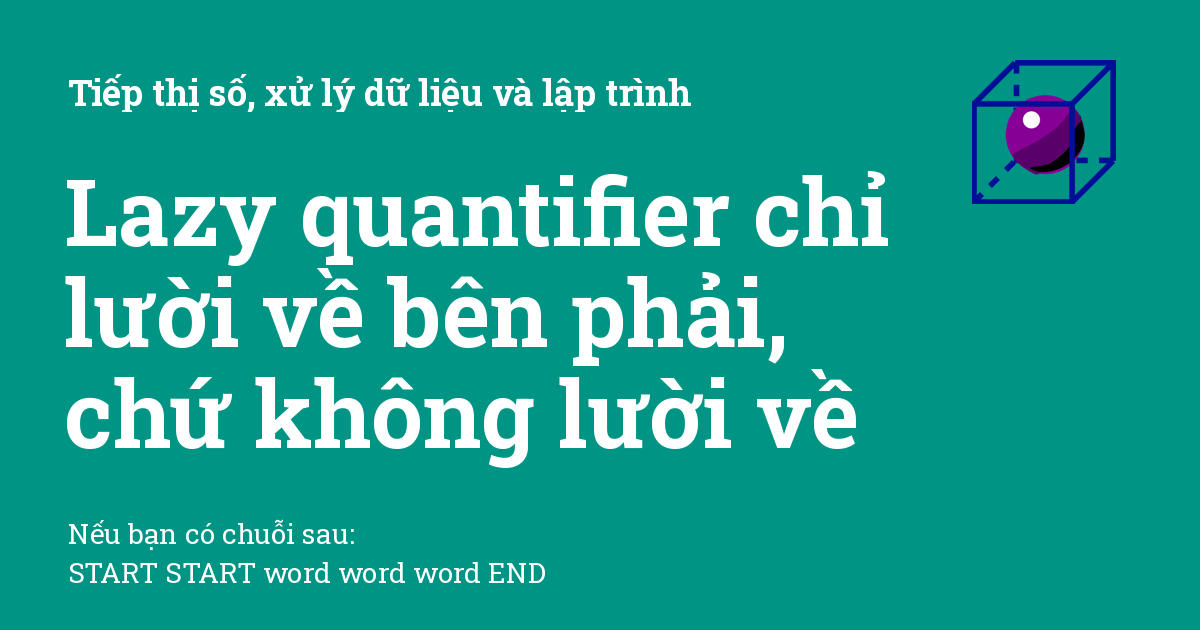 Tiếp thị số, xử lý dữ liệu và lập trình
Lazy quantifier chỉ
lười về bên phải,
chứ không lười về
Nếu bạn có chuỗi sau:
START START word word word END